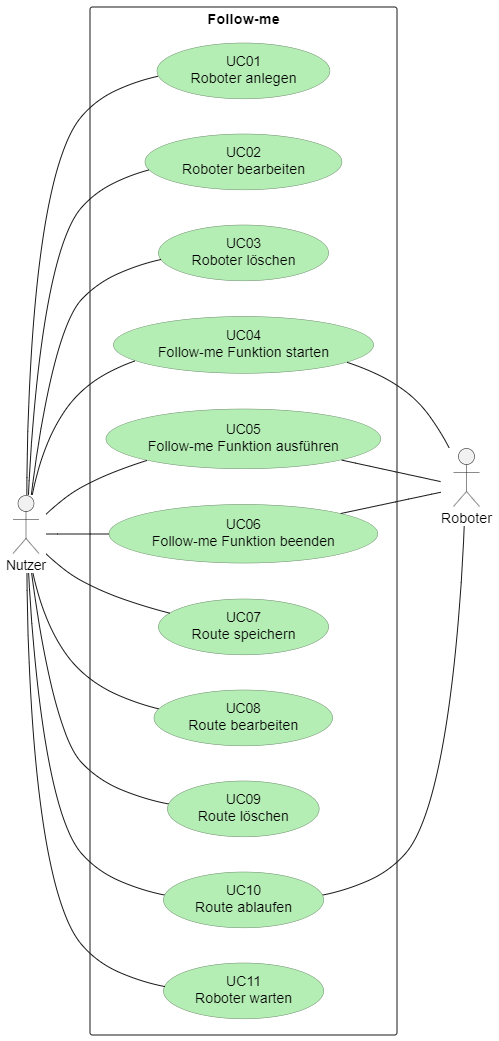 Follow-me
UC01
Roboter anlegen
UC02
Roboter bearbeiten
UC03
Roboter löschen
UC04
Follow-me Funktion starten
UC05
Follow-me Funktion ausführen
Roboter
UC06
Follow-me Funktion beenden
Nutzer
UC07
Route speichern
UC08
Route bearbeiten
UC09
Route löschen
UC10
Route ablaufen
UC11
Roboter warten